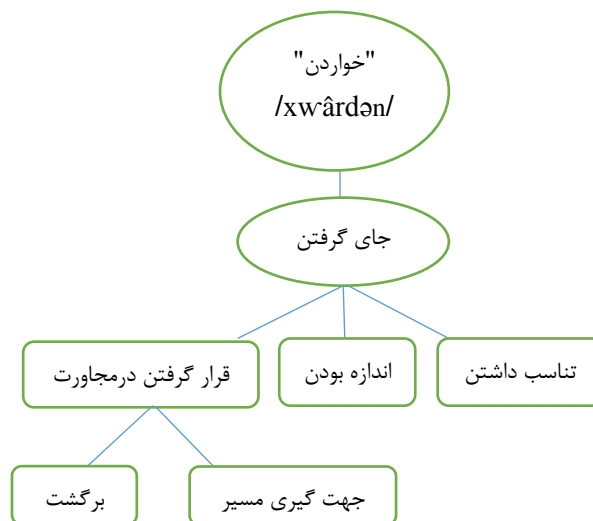 "خواردن"
/xwârdən/
جای گرفتن
تناسب داشتن
اندازه بودن
قرار گرفتن درمجاورت
جهت گیری مسیر
برگشت